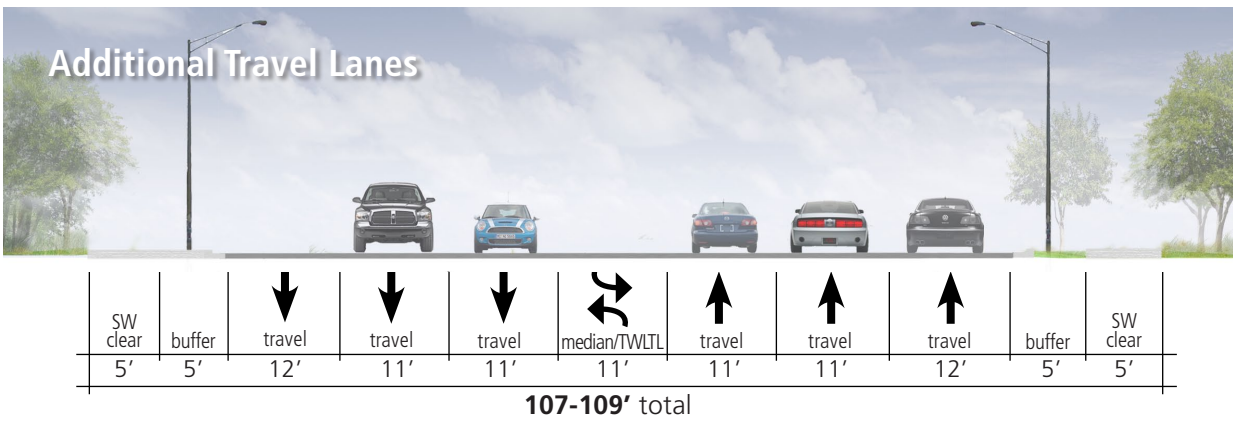 Additional Travel Lanes
SW
clear
buffer
travel
travel
travel
median/TWLTL
travel
travel
travel
buffer
SW
clear
5’ 5’ 12’ 11’ 11’ 11’ 11’ 11’ 12’ 5’ 5’
107-109’ total